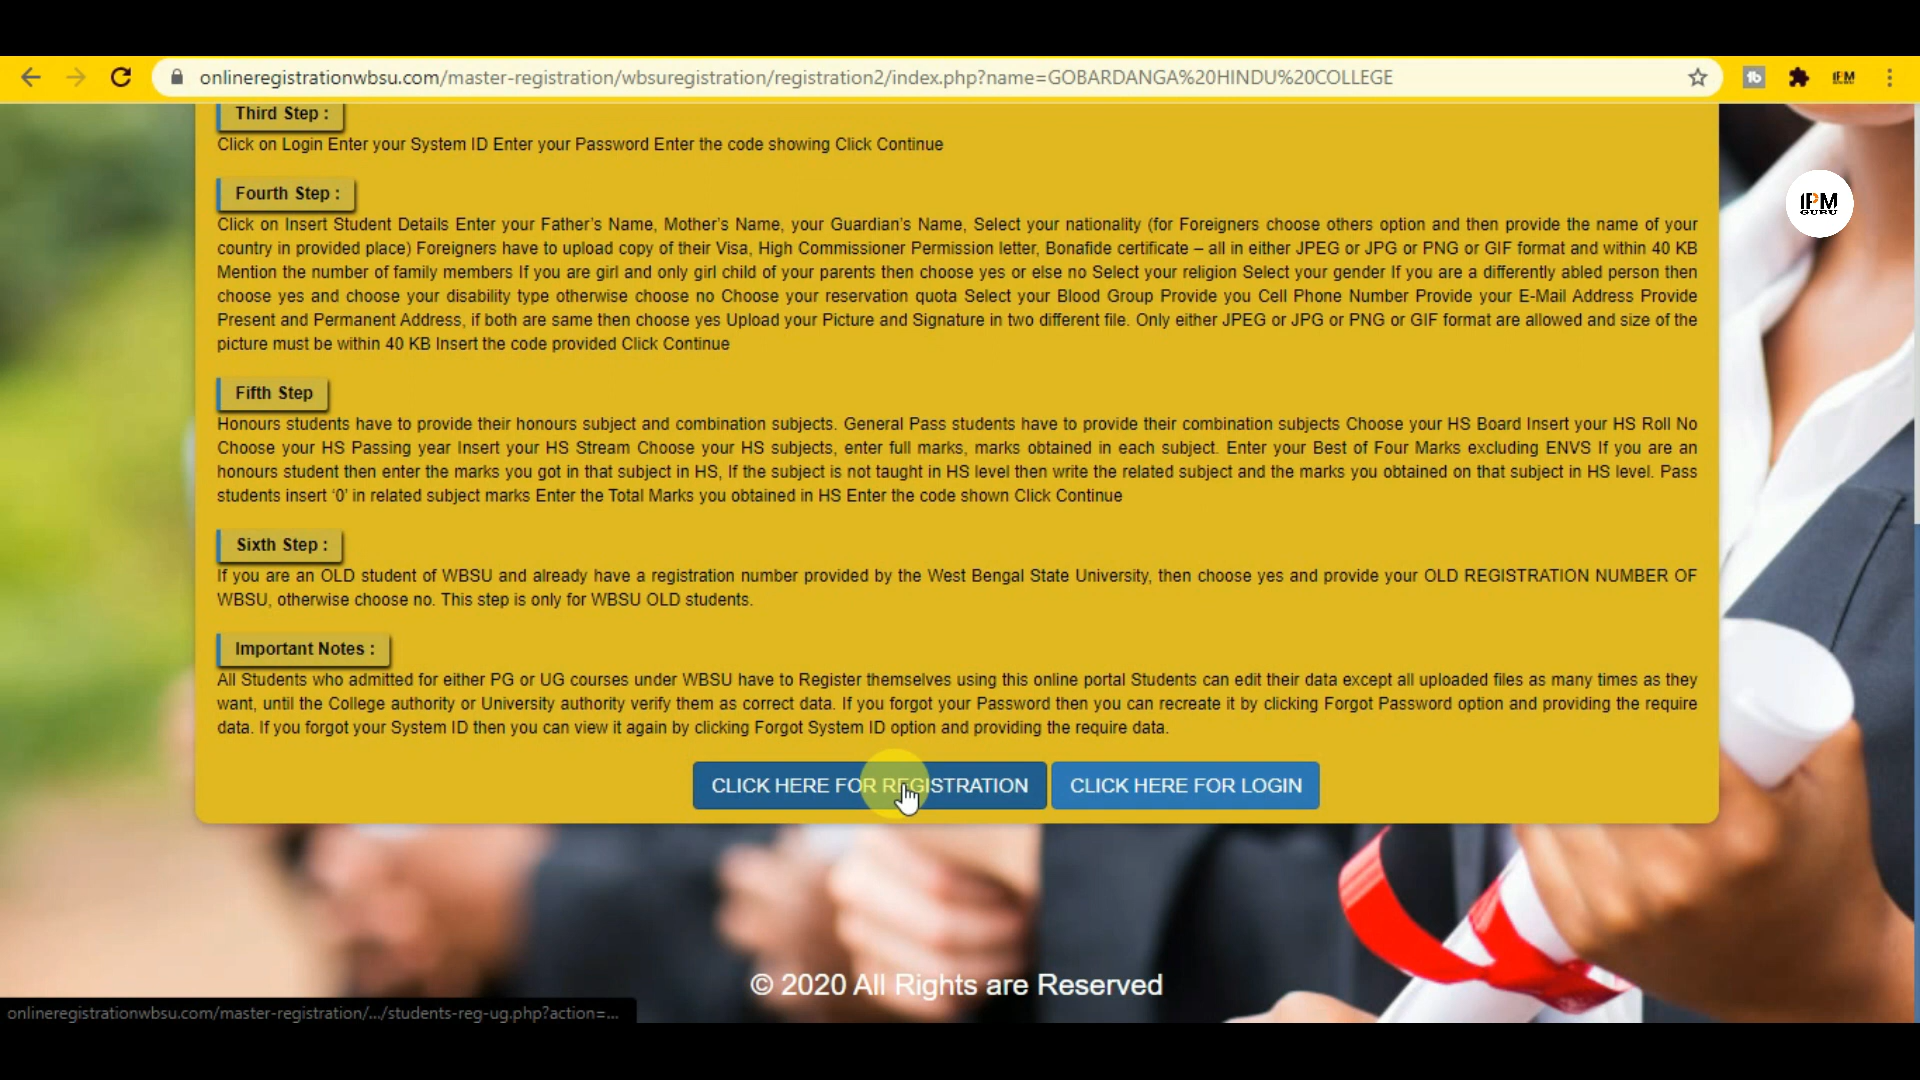 onlineregistrationwbsu.com/master-registration/wbsuregistration/registration2/index.php?name=GOBARDANGA%20HINDU%20COLLEGE
Third Step :
Click on Login Enter your System ID Enter your Password Enter the code showing Click Continue
Fourth Step :
Click on Insert Student Details Enter your Father's Name, Mother's Name, your Guardian's Name, Select your nationality (for Foreigners choose others option and then provide the name of your
country in provided place) Foreigners have to upload copy of their Visa, High Commissioner Permission letter, Bonafide certificate – all in either JPEG or JPG or PNG or GIF format and within 40 KB
Mention the number of family members If you are girl and only girl child of your parents then choose yes or else no Select your religion Select your gender If you are a differently abled person then
choose yes and choose your disability type otherwise choose no Choose your reservation quota Select your Blood Group Provide you Cell Phone Number Provide your E-Mail Address Provide
Present and Permanent Address, if both are same then choose yes Upload your Picture and Signature in two different file. Only either JPEG or JPG or PNG or GIF format are allowed and size of the
picture must be within 40 KB Insert the code provided Click Continue
Fifth Step
Honours students have to provide their honours subject and combination subjects. General Pass students have to provide their combination subjects Choose your HS Board Insert your HS Roll No
Choose your HS Passing year Insert your HS Stream Choose your HS subjects, enter full marks, marks obtained in each subject. Enter your Best of Four Marks excluding ENVS If you are an
honours student then enter the marks you got in that subject in HS, If the subject is not taught in HS level then write the related subject and the marks you obtained on that subject in HS level. Pass
students insert '0' in related subject marks Enter the Total Marks you obtained in HS Enter the code shown Click Continue
Sixth Step :
If you are an OLD student of WBSU and already have a registration number provided by the West Bengal State University, then choose yes and provide your OLD REGISTRATION NUMBER OF
WBSU, otherwise choose no. This step is only for WBSU OLD students.
Important Notes :
All Students who admitted for either PG or UG courses under WBSU have to Register themselves using this online portal Students can edit their data except all uploaded files as many times as they
want, until the College authority or University authority verify them as correct data. If you forgot your Password then you can recreate it by clicking Forgot Password option and providing the require
data. If you forgot your System ID then you can view it again by clicking Forgot System ID option and providing the require data.
CLICK HERE FOR REGISTRATION CLICK HERE FOR LOGIN
© 2020 All Rights are Reserved
onlineregistrationwbsu.com/master-registration/.../students-reg-ug.php?action=...
IPM
GURU